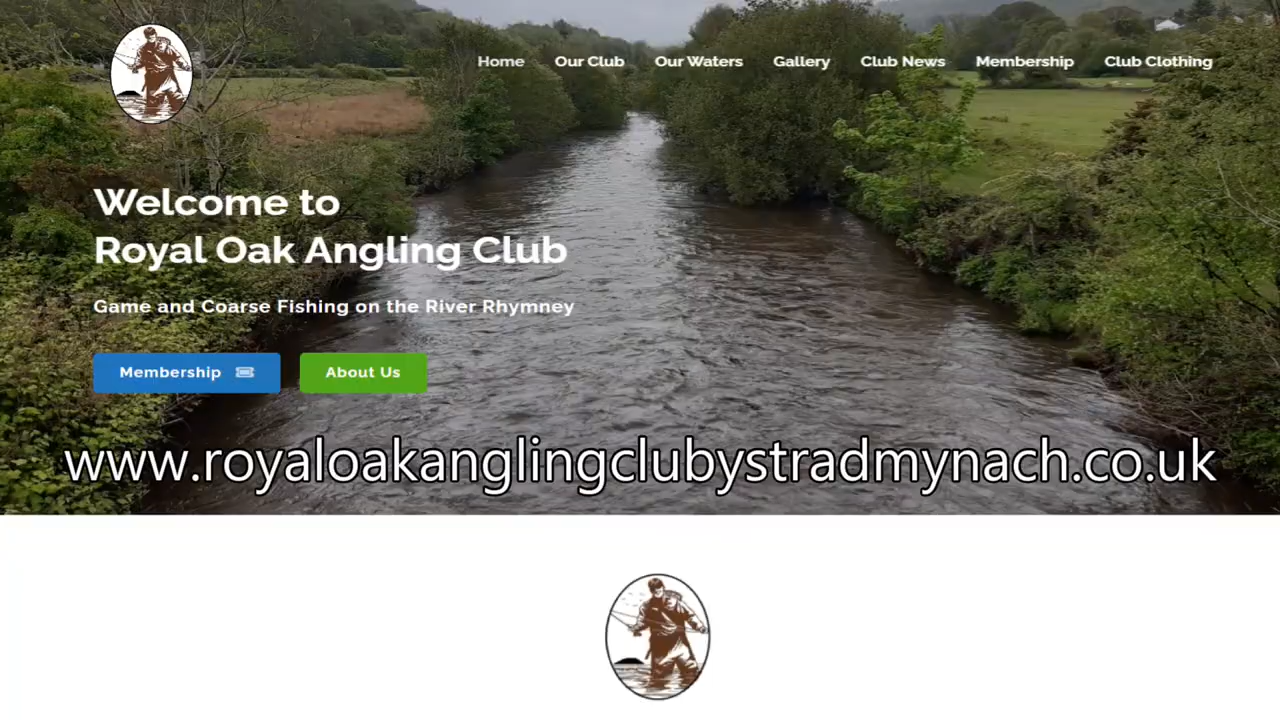 Home Our Club Our Waters Gallery Club News Membership Club Clothing
Welcome to
Royal Oak Angling Club
Game and Coarse Fishing on the River Rhymney
Membership About Us
www.royaloakanglingclubystradmynach.co.uk